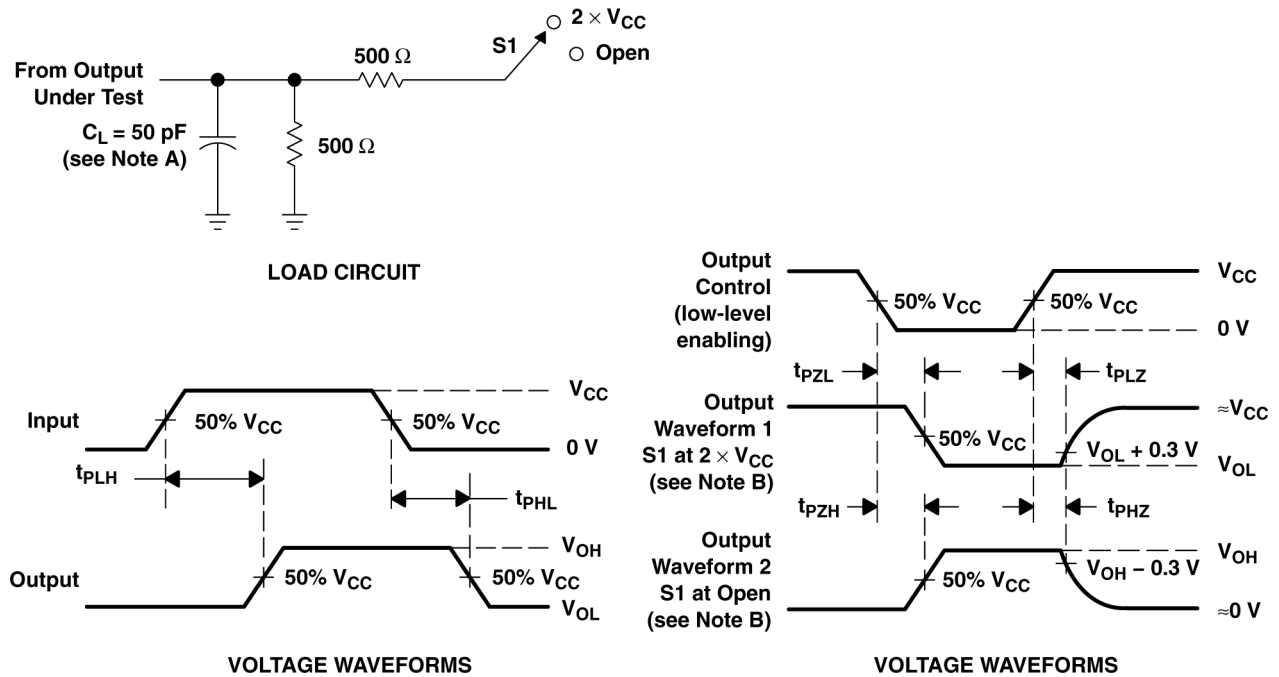 2 × VCC
S1
Open
500 Ω
From Output
Under Test
CL = 50 pF
(see Note A)
500 Ω
LOAD CIRCUIT
Input
50% VCC
50% VCC
VCC
0 V
tPLH
tPHL
Output
50% VCC
50% VCC
VOH
VOL
VOLTAGE WAVEFORMS
Output
Control
(low-level
enabling)
50% VCC
50% VCC
VCC
0 V
tPZL
tPLZ
Output
Waveform 1
S1 at 2 × VCC
(see Note B)
50% VCC
≈VCC
VOL + 0.3 V
VOL
tPZH
tPHZ
Output
Waveform 2
S1 at Open
(see Note B)
50% VCC
VOH
VOH − 0.3 V
≈0 V
VOLTAGE WAVEFORMS